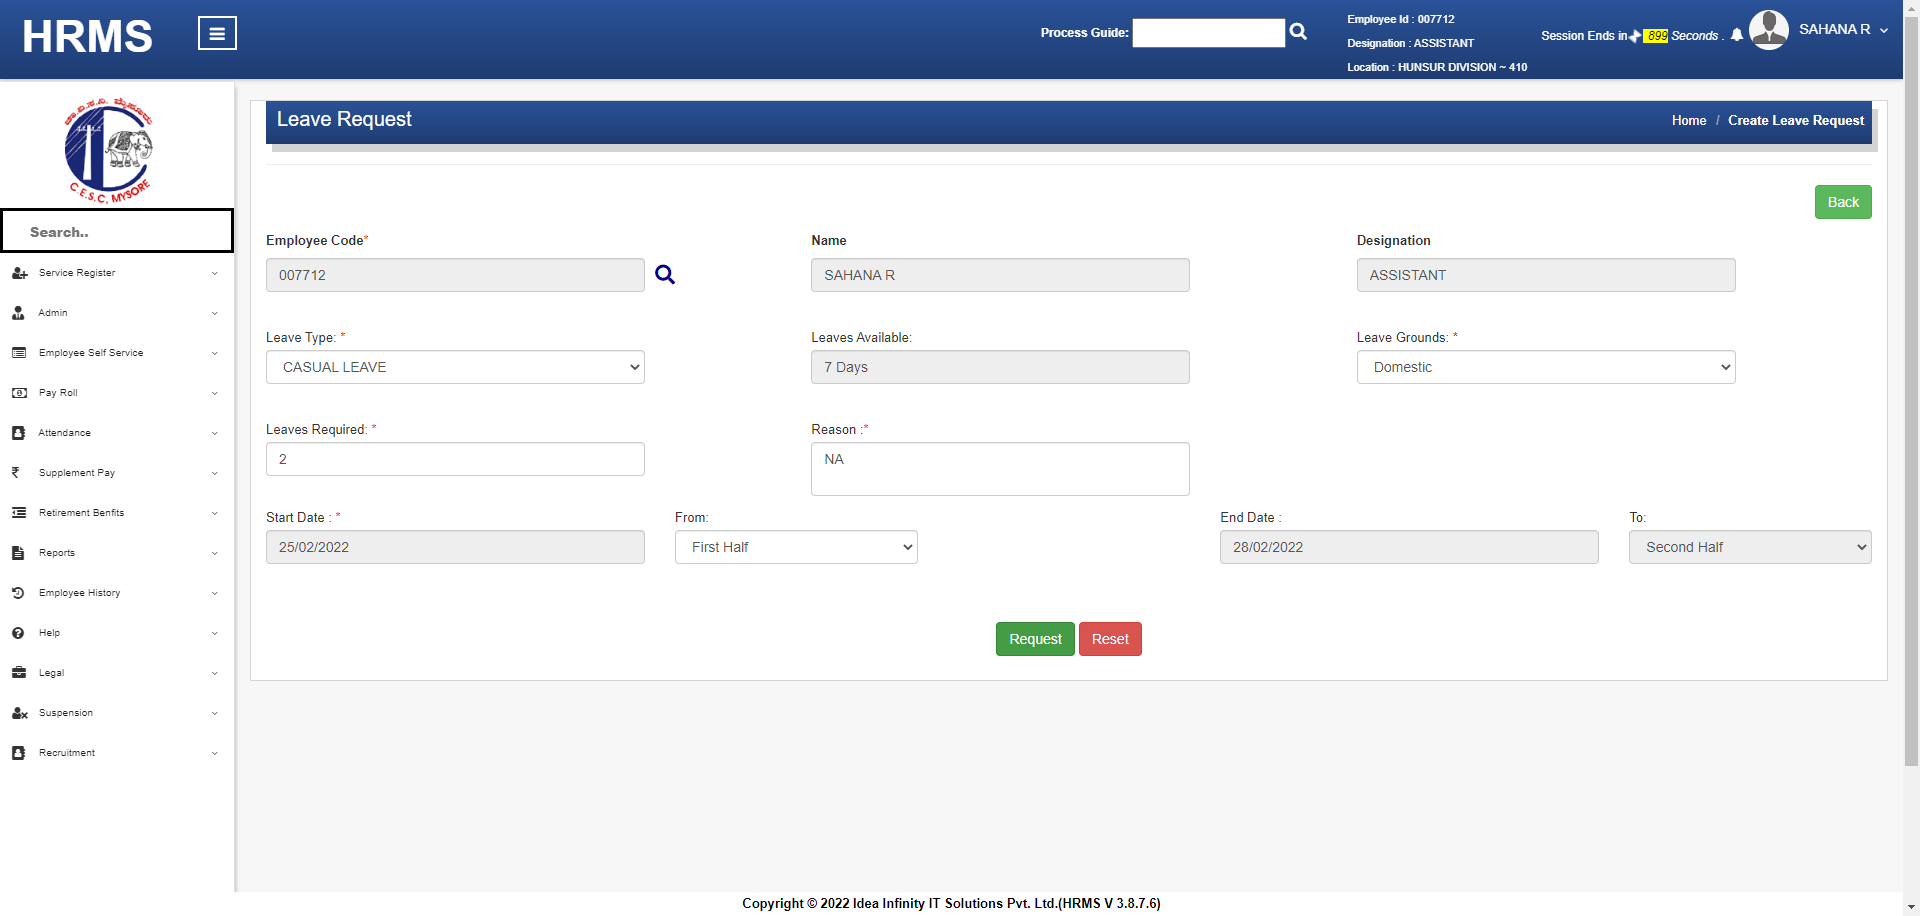 HRMS
Process Guide:
Employee Id : 007712
Designation : ASSISTANT
Location : HUNSUR DIVISION ~ 410
Session Ends in 899 Seconds .
SAHANA R
C.E.S.C, MYSORE
Search..
Service Register
Admin
Employee Self Service
Pay Roll
Attendance
Supplement Pay
Retirement Benfits
Reports
Employee History
Help
Legal
Suspension
Recruitment
Leave Request
Home / Create Leave Request
Back
Employee Code*
Name
Designation
007712
SAHANA R
ASSISTANT
Leave Type: *
Leaves Available:
Leave Grounds: *
CASUAL LEAVE
7 Days
Domestic
Leaves Required: *
Reason :*
2
NA
Start Date : *
From:
End Date :
To:
25/02/2022
First Half
28/02/2022
Second Half
Request
Reset
Copyright © 2022 Idea Infinity IT Solutions Pvt. Ltd.(HRMS V 3.8.7.6)